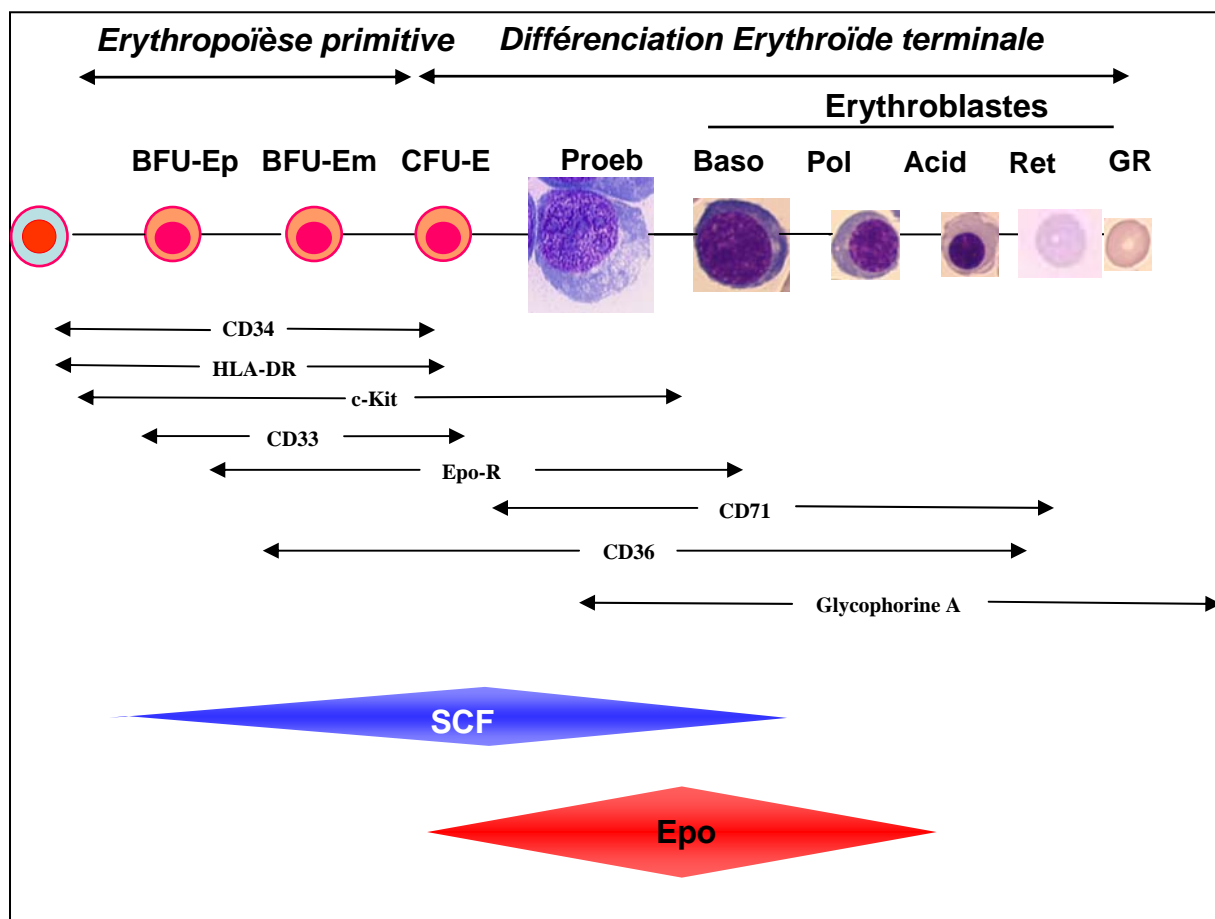 Erythropoïèse primitive Différenciation Erythroïde terminale
Erythroblastes
BFU-Ep BFU-Em CFU-E Proeb Baso Pol Acid Ret GR
CD34
HLA-DR
c-Kit
CD33
Epo-R
CD71
CD36
Glycophorine A
SCF
Epo